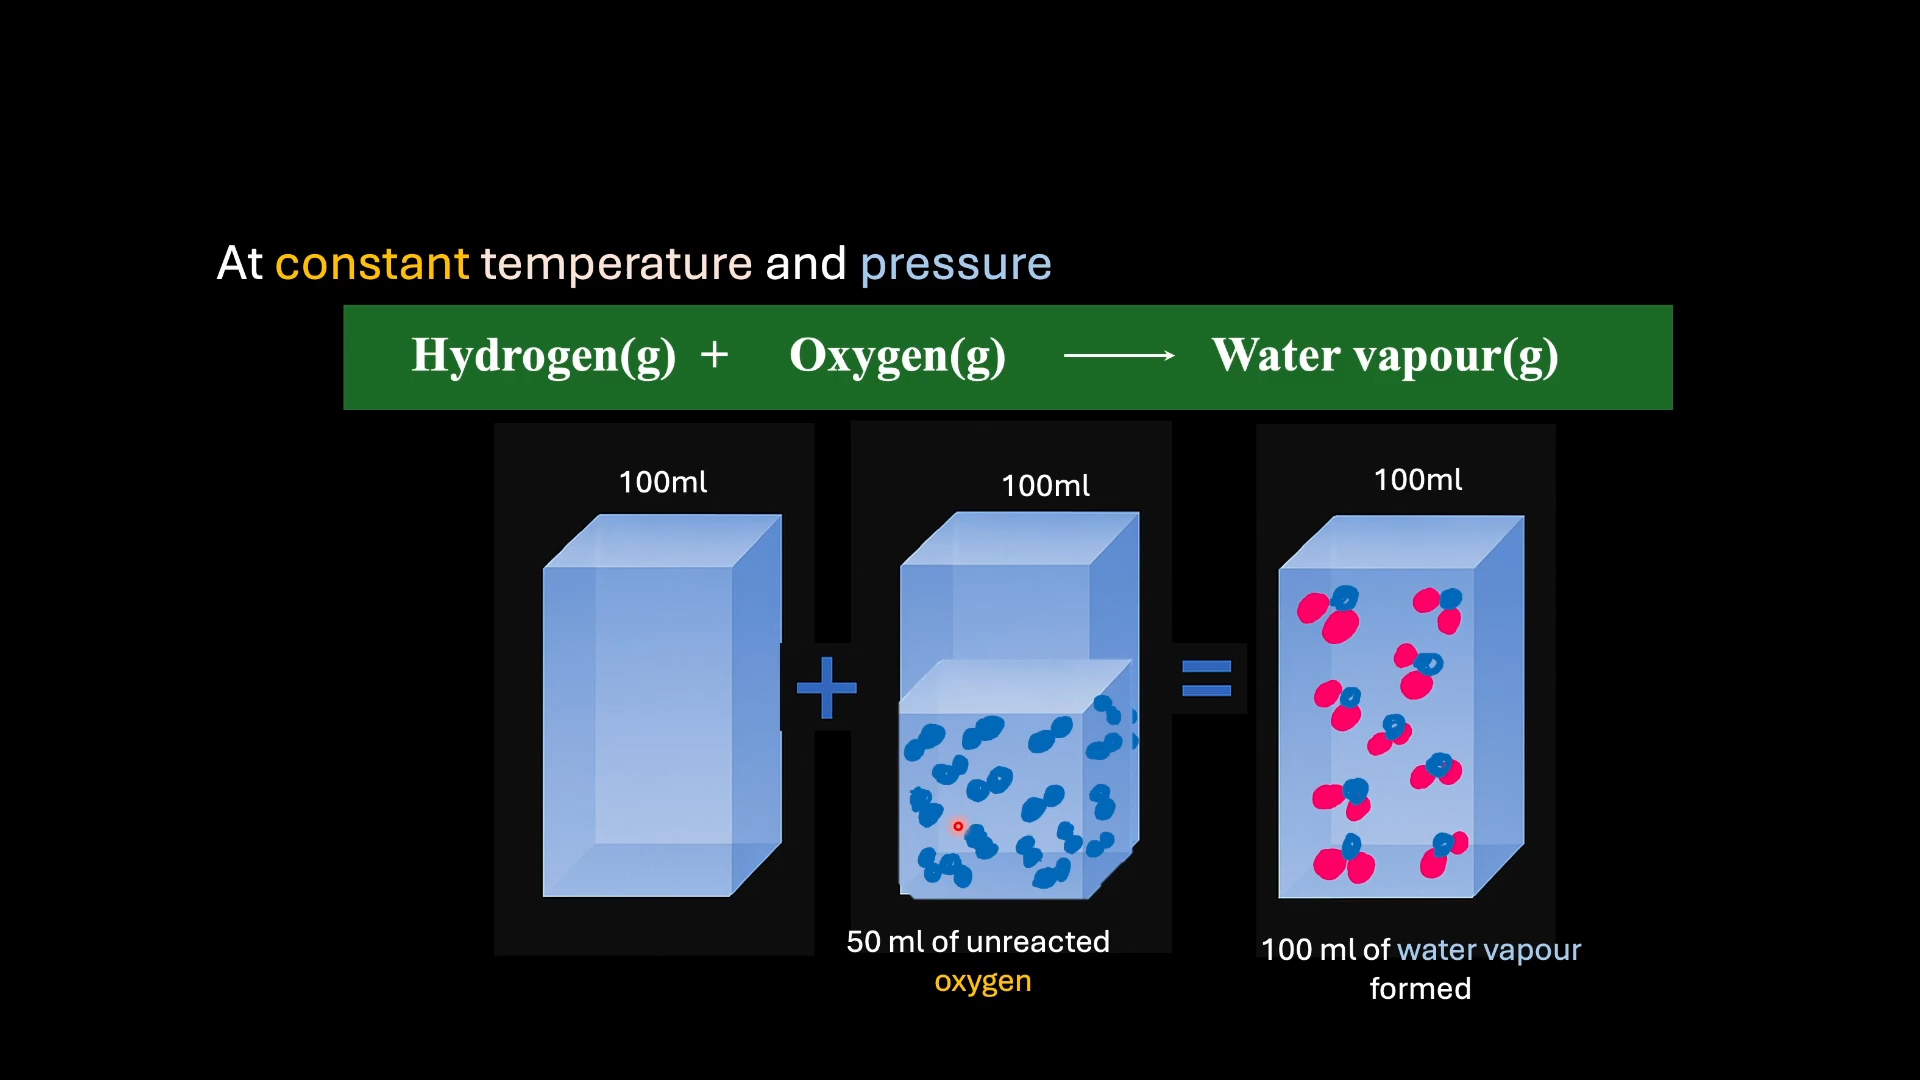 At constant temperature and pressure
Hydrogen(g) + Oxygen(g) ⟶ Water vapour(g)
100ml
100ml
100ml
+
=
50 ml of unreacted
oxygen
100 ml of water vapour
formed